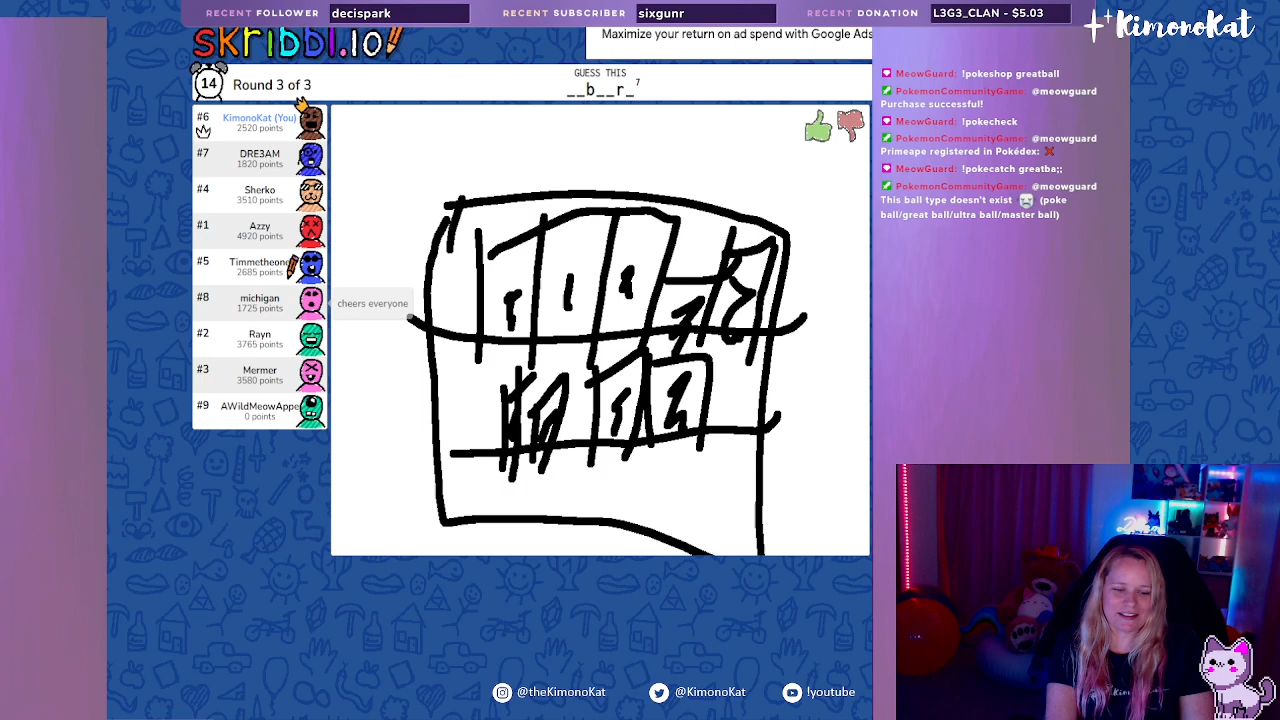 RECENT FOLLOWER decispark RECENT SUBSCRIBER sixgunr RECENT DONATION L3G3_CLAN - $5.03
KimonoKat
skribbl.io
Maximize your return on ad spend with Google Ads
14 Round 3 of 3
GUESS THIS
__b__r_ 7
#6 KimonoKat (You)
2520 points
#7 DRE3AM
1820 points
#4 Sherko
3510 points
#1 Azzy
4920 points
#5 Timmetheong
2685 points
#8 michigan
1725 points
cheers everyone
#2 Rayn
3765 points
#3 Mermer
3580 points
#9 AWildMeowAppe
0 points
MeowGuard: !pokeshop greatball
PokemonCommunityGame: @meowguard
Purchase successful!
MeowGuard: !pokecheck
PokemonCommunityGame: @meowguard
Primeape registered in Pokédex:
MeowGuard: !pokecatch greatba;;
PokemonCommunityGame: @meowguard
This ball type doesn't exist (poke
ball/great ball/ultra ball/master ball)
@theKimonoKat @KimonoKat !youtube